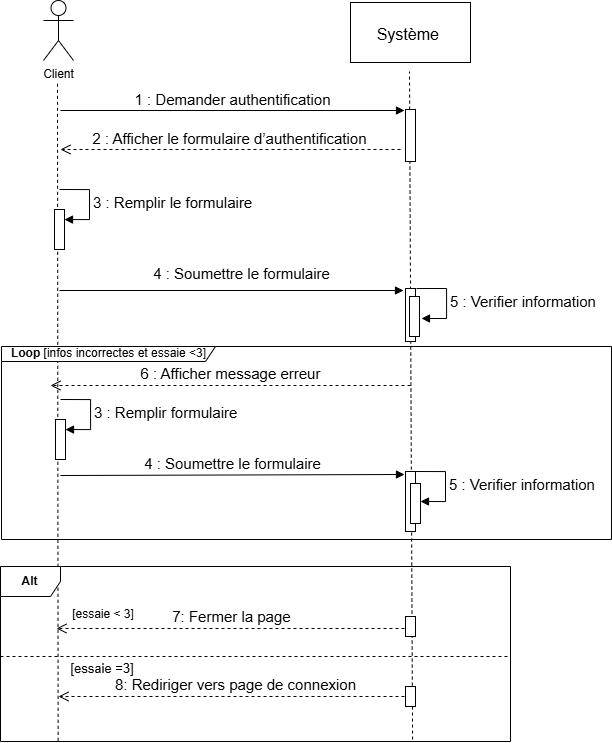 Système
Client
1 : Demander authentification
2 : Afficher le formulaire d'authentification
3 : Remplir le formulaire
4 : Soumettre le formulaire
5 : Verifier information
Loop [infos incorrectes et essaie <3]
6 : Afficher message erreur
3 : Remplir formulaire
4 : Soumettre le formulaire
5 : Verifier information
Alt
[essaie < 3]
7: Fermer la page
[essaie =3]
8: Rediriger vers page de connexion